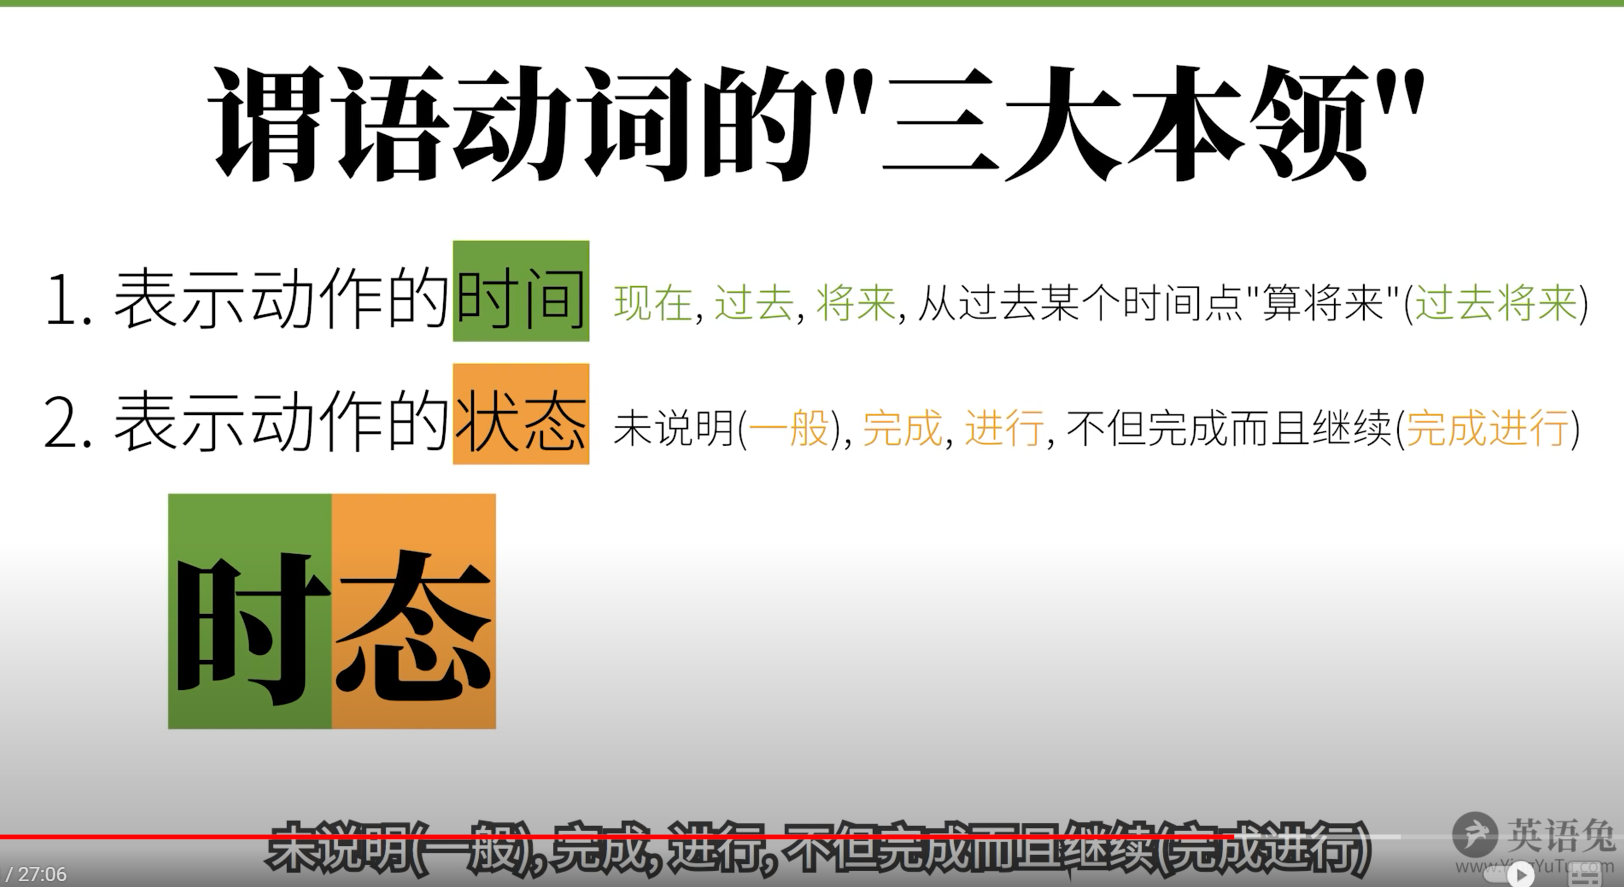 谓语动词的"三大本领"
1. 表示动作的时间 现在, 过去, 将来, 从过去某个时间点"算将来"(过去将来)
2. 表示动作的状态 未说明(一般), 完成, 进行, 不但完成而且继续(完成进行)
时态
未说明(一般), 完成, 进行, 不但完成而且继续(完成进行)
英语兔
www.YingYuTu.com
/ 27:06